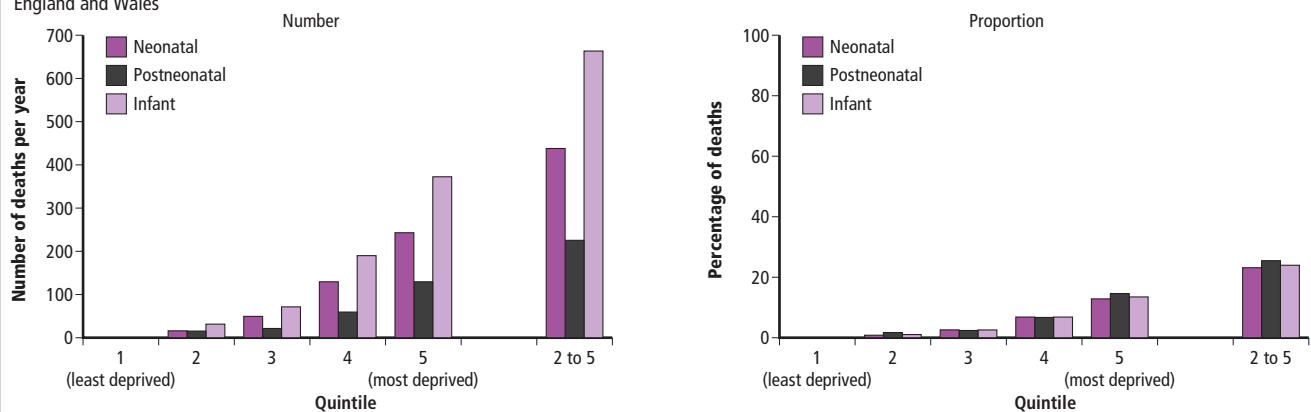 England and Wales
Number
700
600
500
400
300
200
100
0
Number of deaths per year
Neonatal
Postneonatal
Infant
1
(least deprived)
2
3
4
5
(most deprived)
2 to 5
Quintile
Proportion
100
80
60
40
20
0
Percentage of deaths
Neonatal
Postneonatal
Infant
1
(least deprived)
2
3
4
5
(most deprived)
2 to 5
Quintile